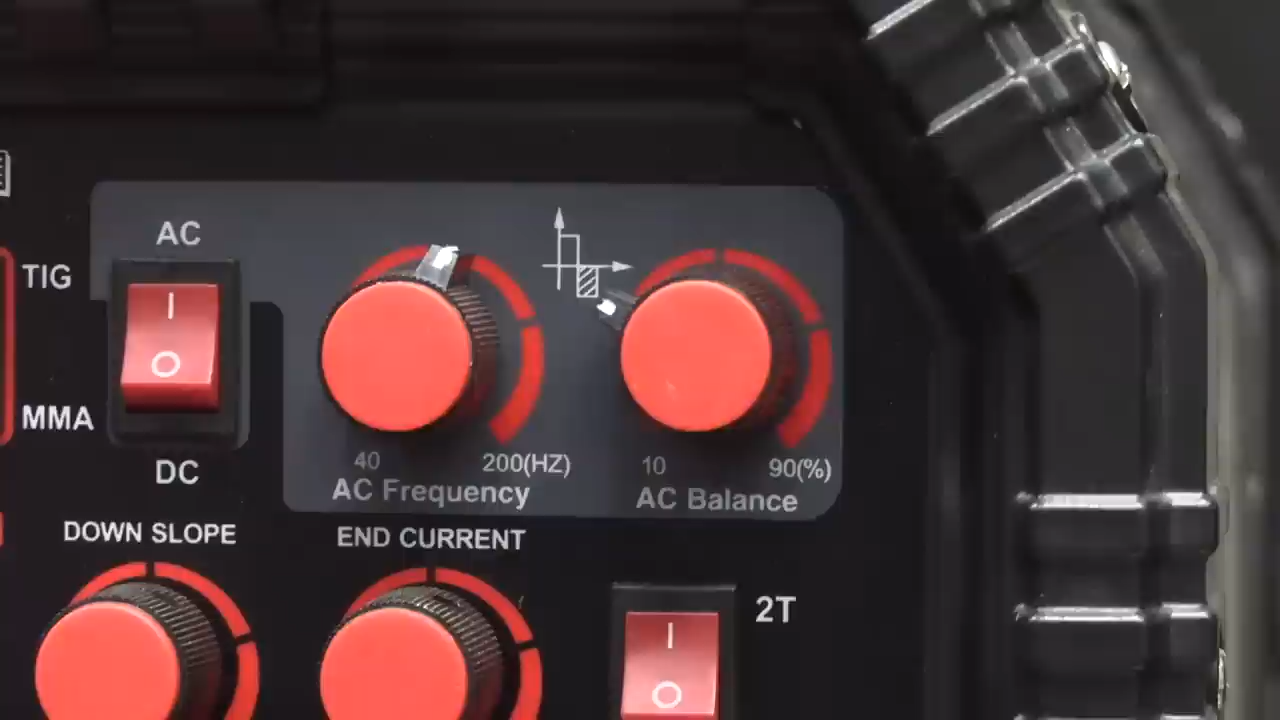 AC
TIG
I
O
MMA
DC
40 200(HZ)
AC Frequency
10 90(%)
AC Balance
DOWN SLOPE
END CURRENT
2T
I
O